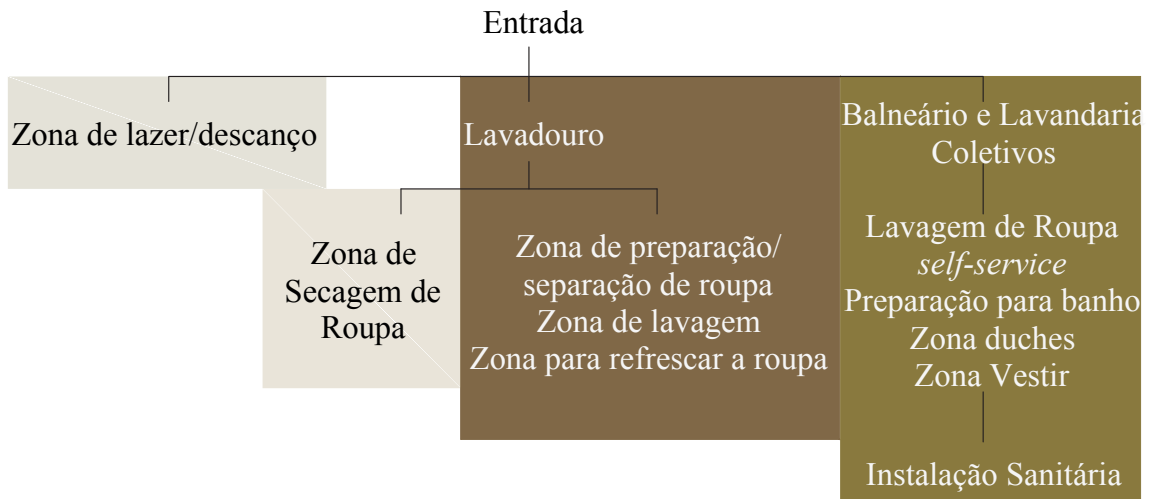 Entrada
Zona de lazer/descanço
Lavadouro
Balneário e Lavandaria
Coletivos
Zona de
Secagem de
Roupa
Zona de preparação/
separação de roupa
Zona de lavagem
Zona para refrescar a roupa
Lavagem de Roupa
self-service
Preparação para banho
Zona duches
Zona Vestir
Instalação Sanitária